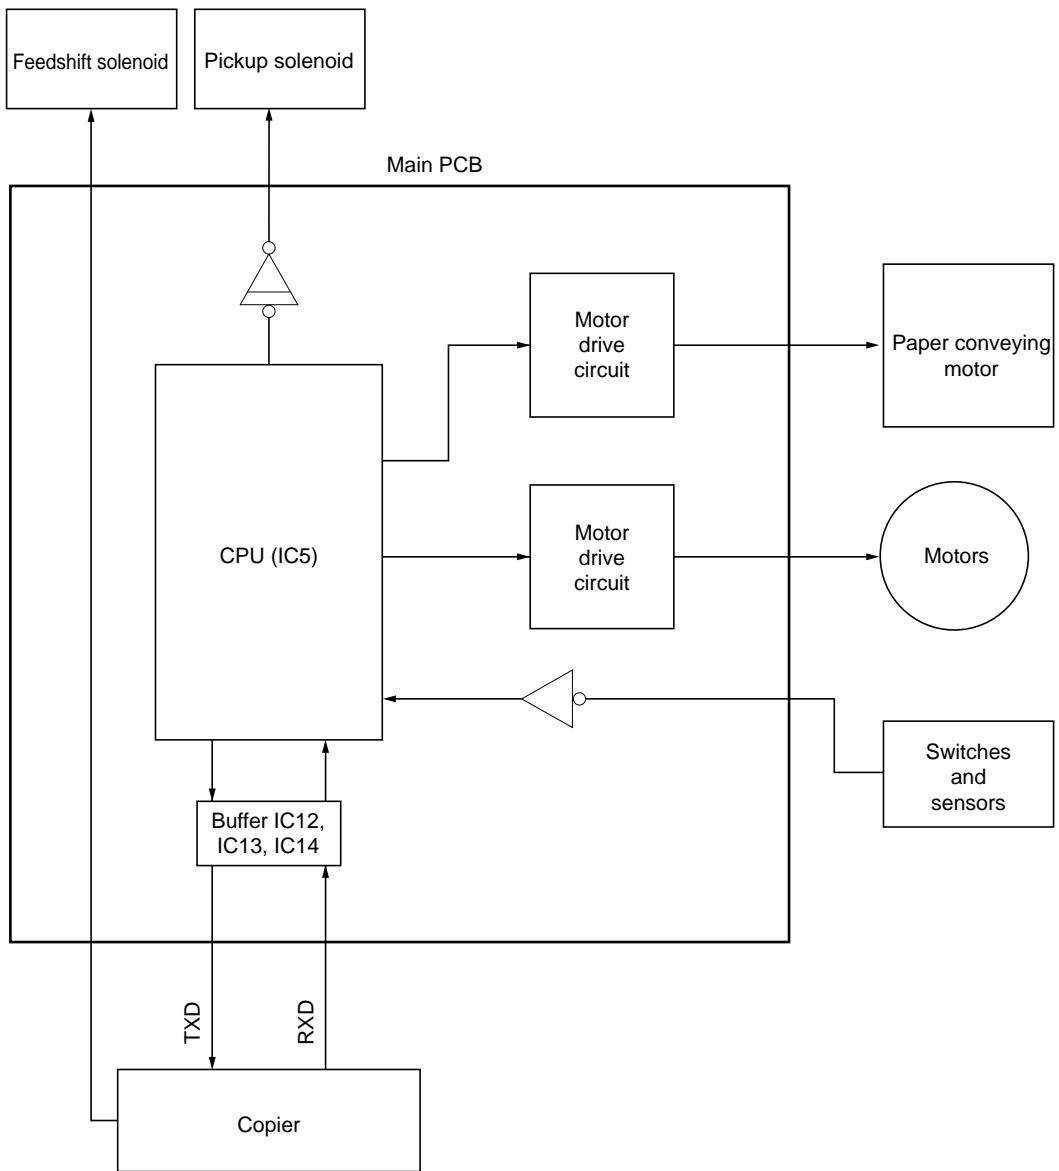 Feedshift solenoid
Pickup solenoid
Main PCB
Motor
drive
circuit
Paper conveying
motor
CPU (IC5)
Motor
drive
circuit
Motors
Switches
and
sensors
Buffer IC12,
IC13, IC14
TXD
RXD
Copier